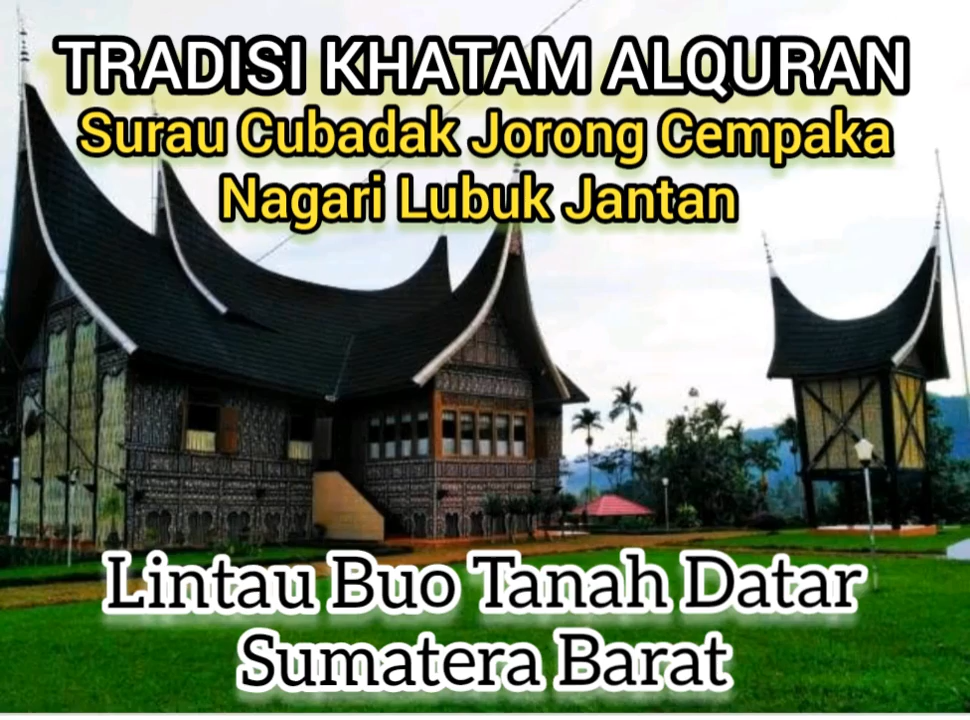 TRADISI KHATAM ALQURAN
Surau Cubadak Jorong Cempaka
Nagari Lubuk Jantan
Lintau Buo Tanah Datar
Sumatera Barat